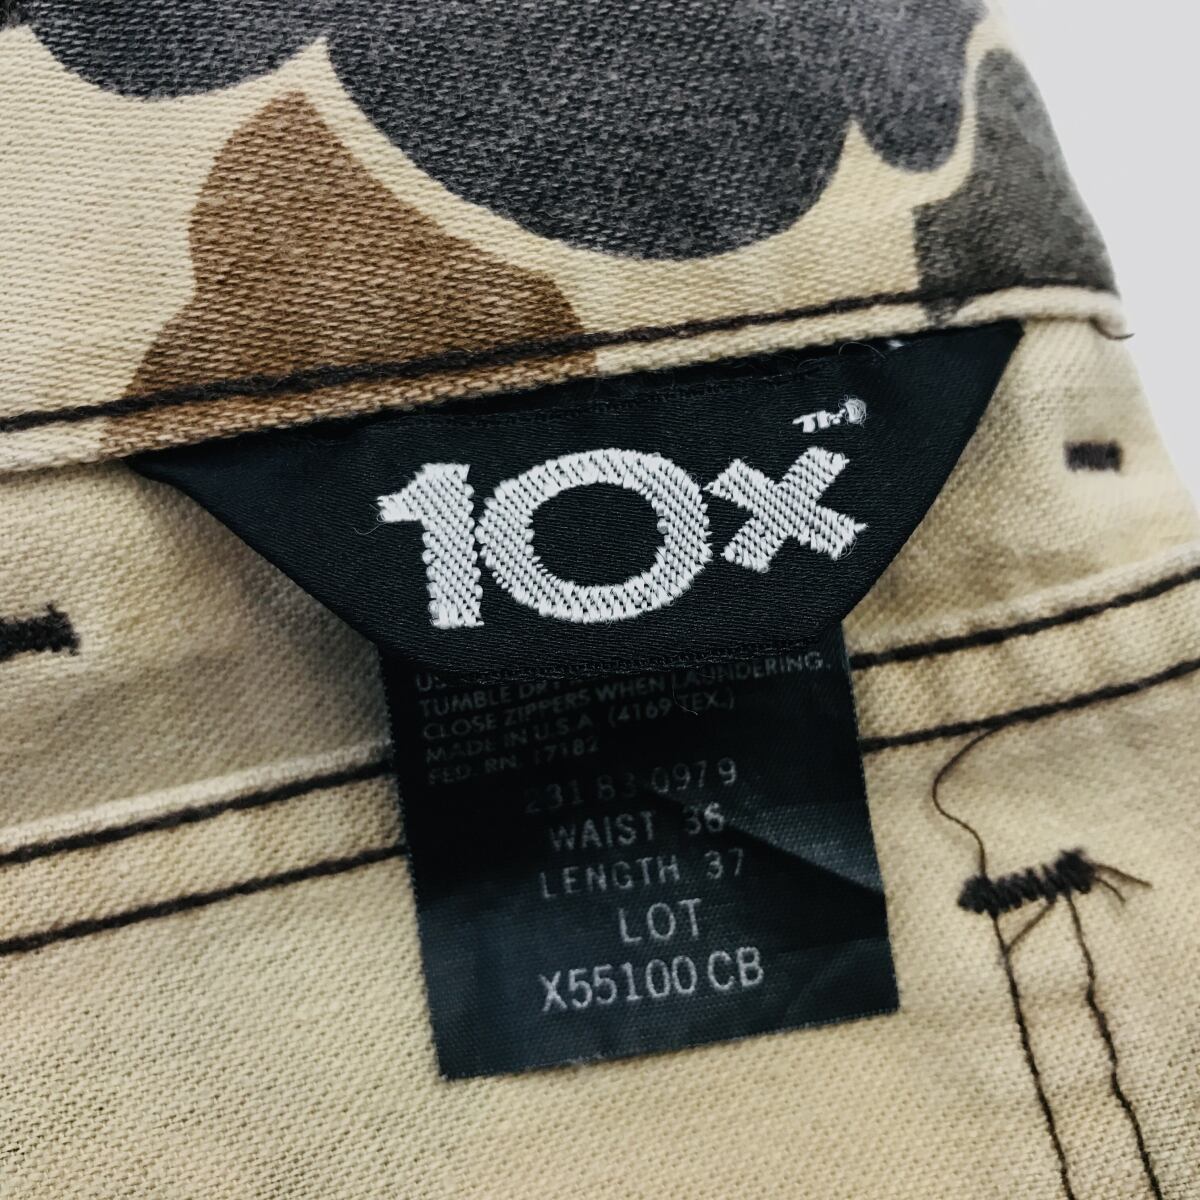 10x TM
TUMBLE DRY
WHEN LAUNDERING.
CLOSE ZIPPERS
MADE IN U.S.A (4169 TEX.)
FED. RN. 17182
231 83 0979
WAIST 36
LENGTH 37
LOT
X55100 CB